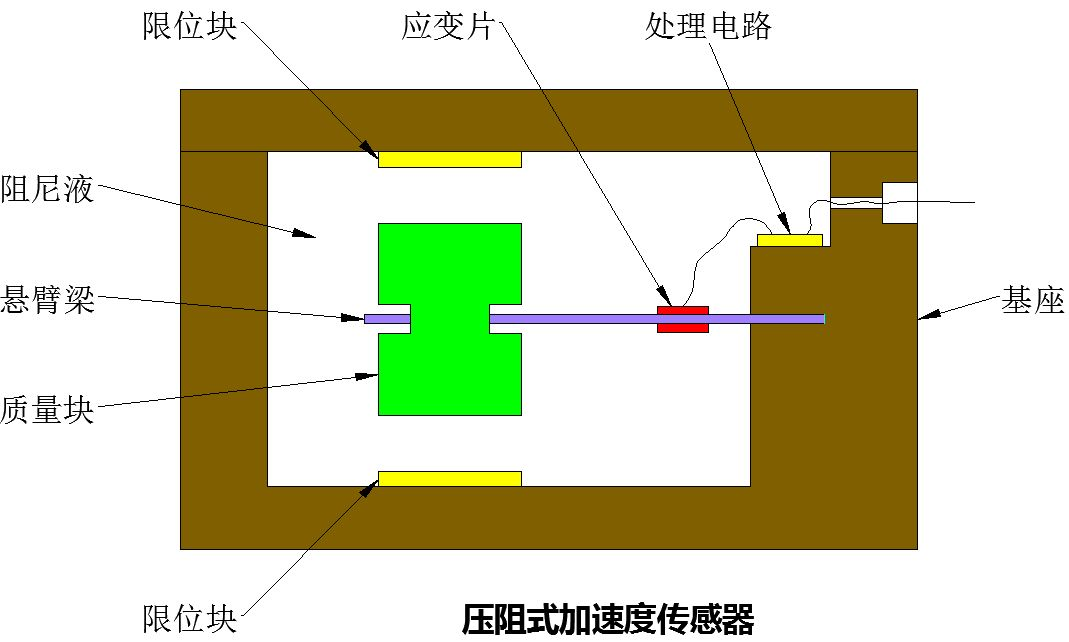 限位块
应变片
处理电路
阻尼液
悬臂梁
基座
质量块
限位块
压阻式加速度传感器